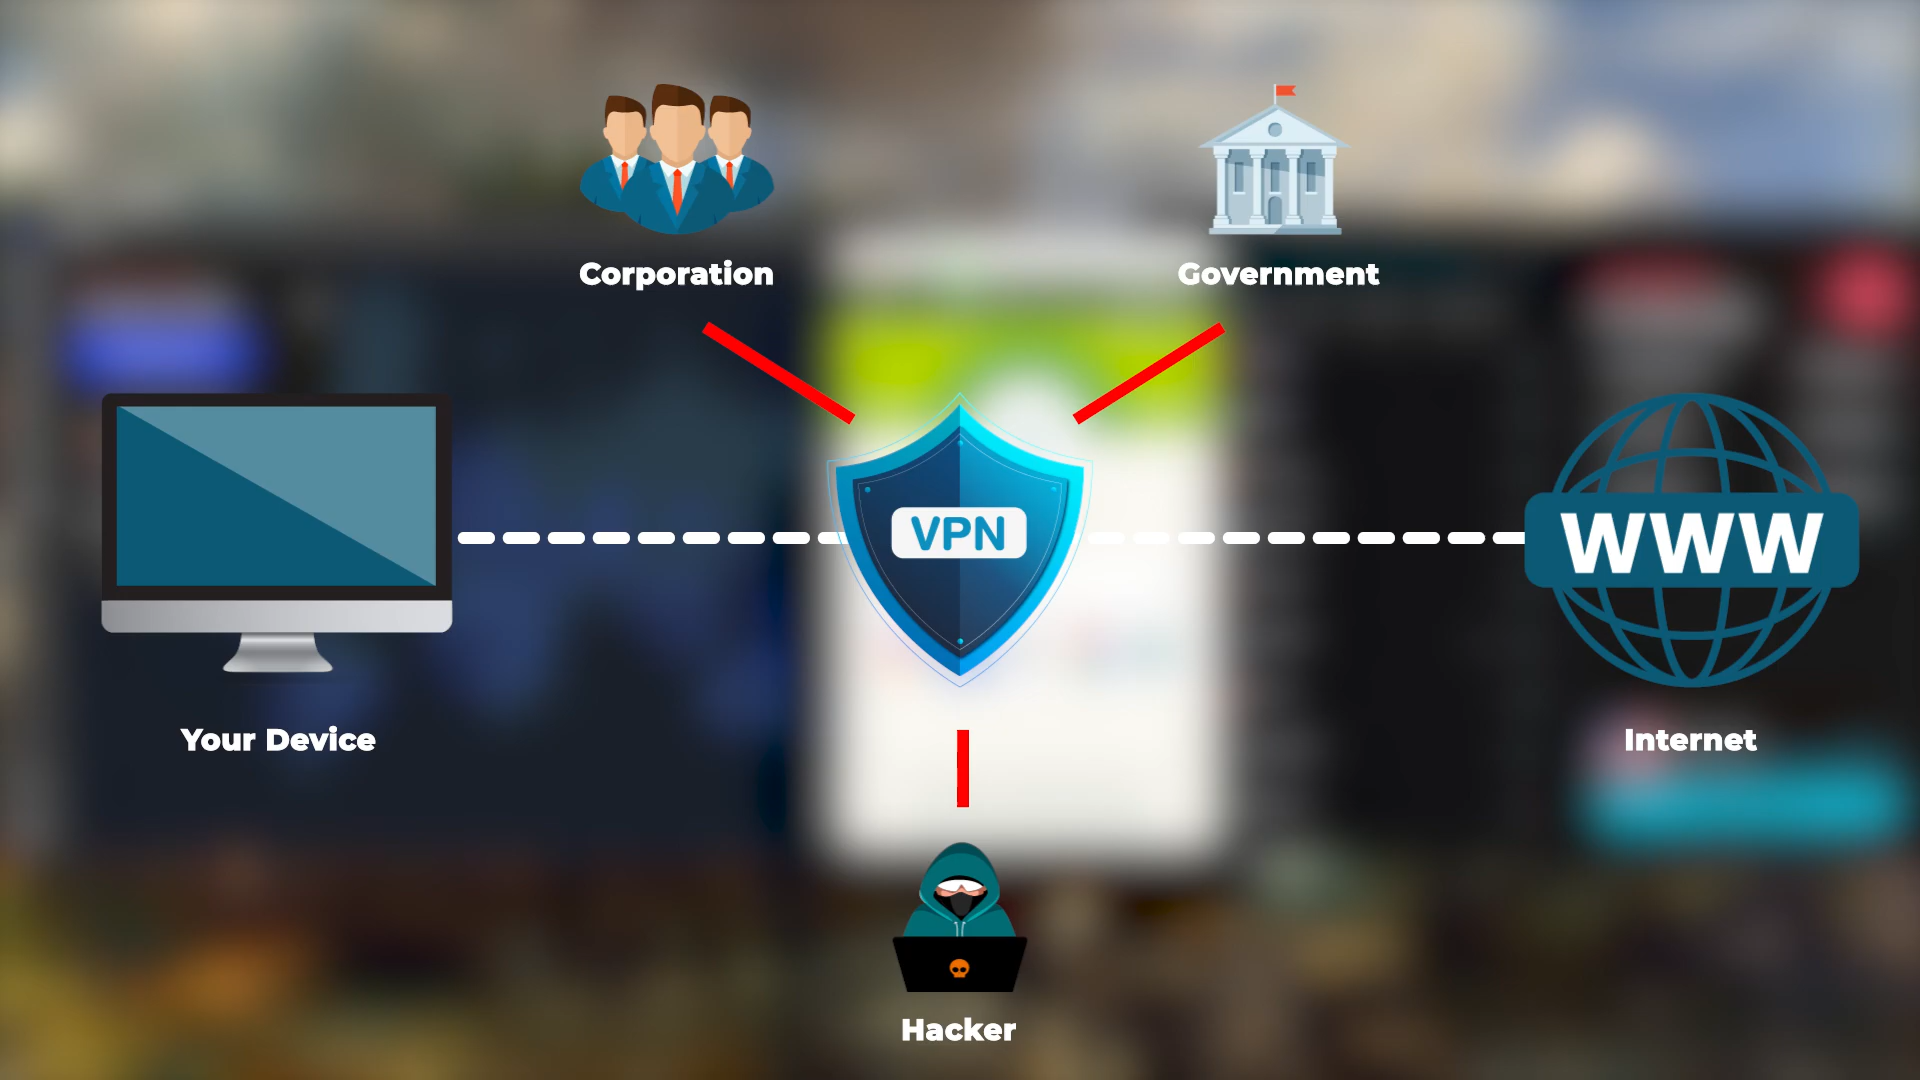 Corporation
Government
VPN
WWW
Your Device
Internet
Hacker